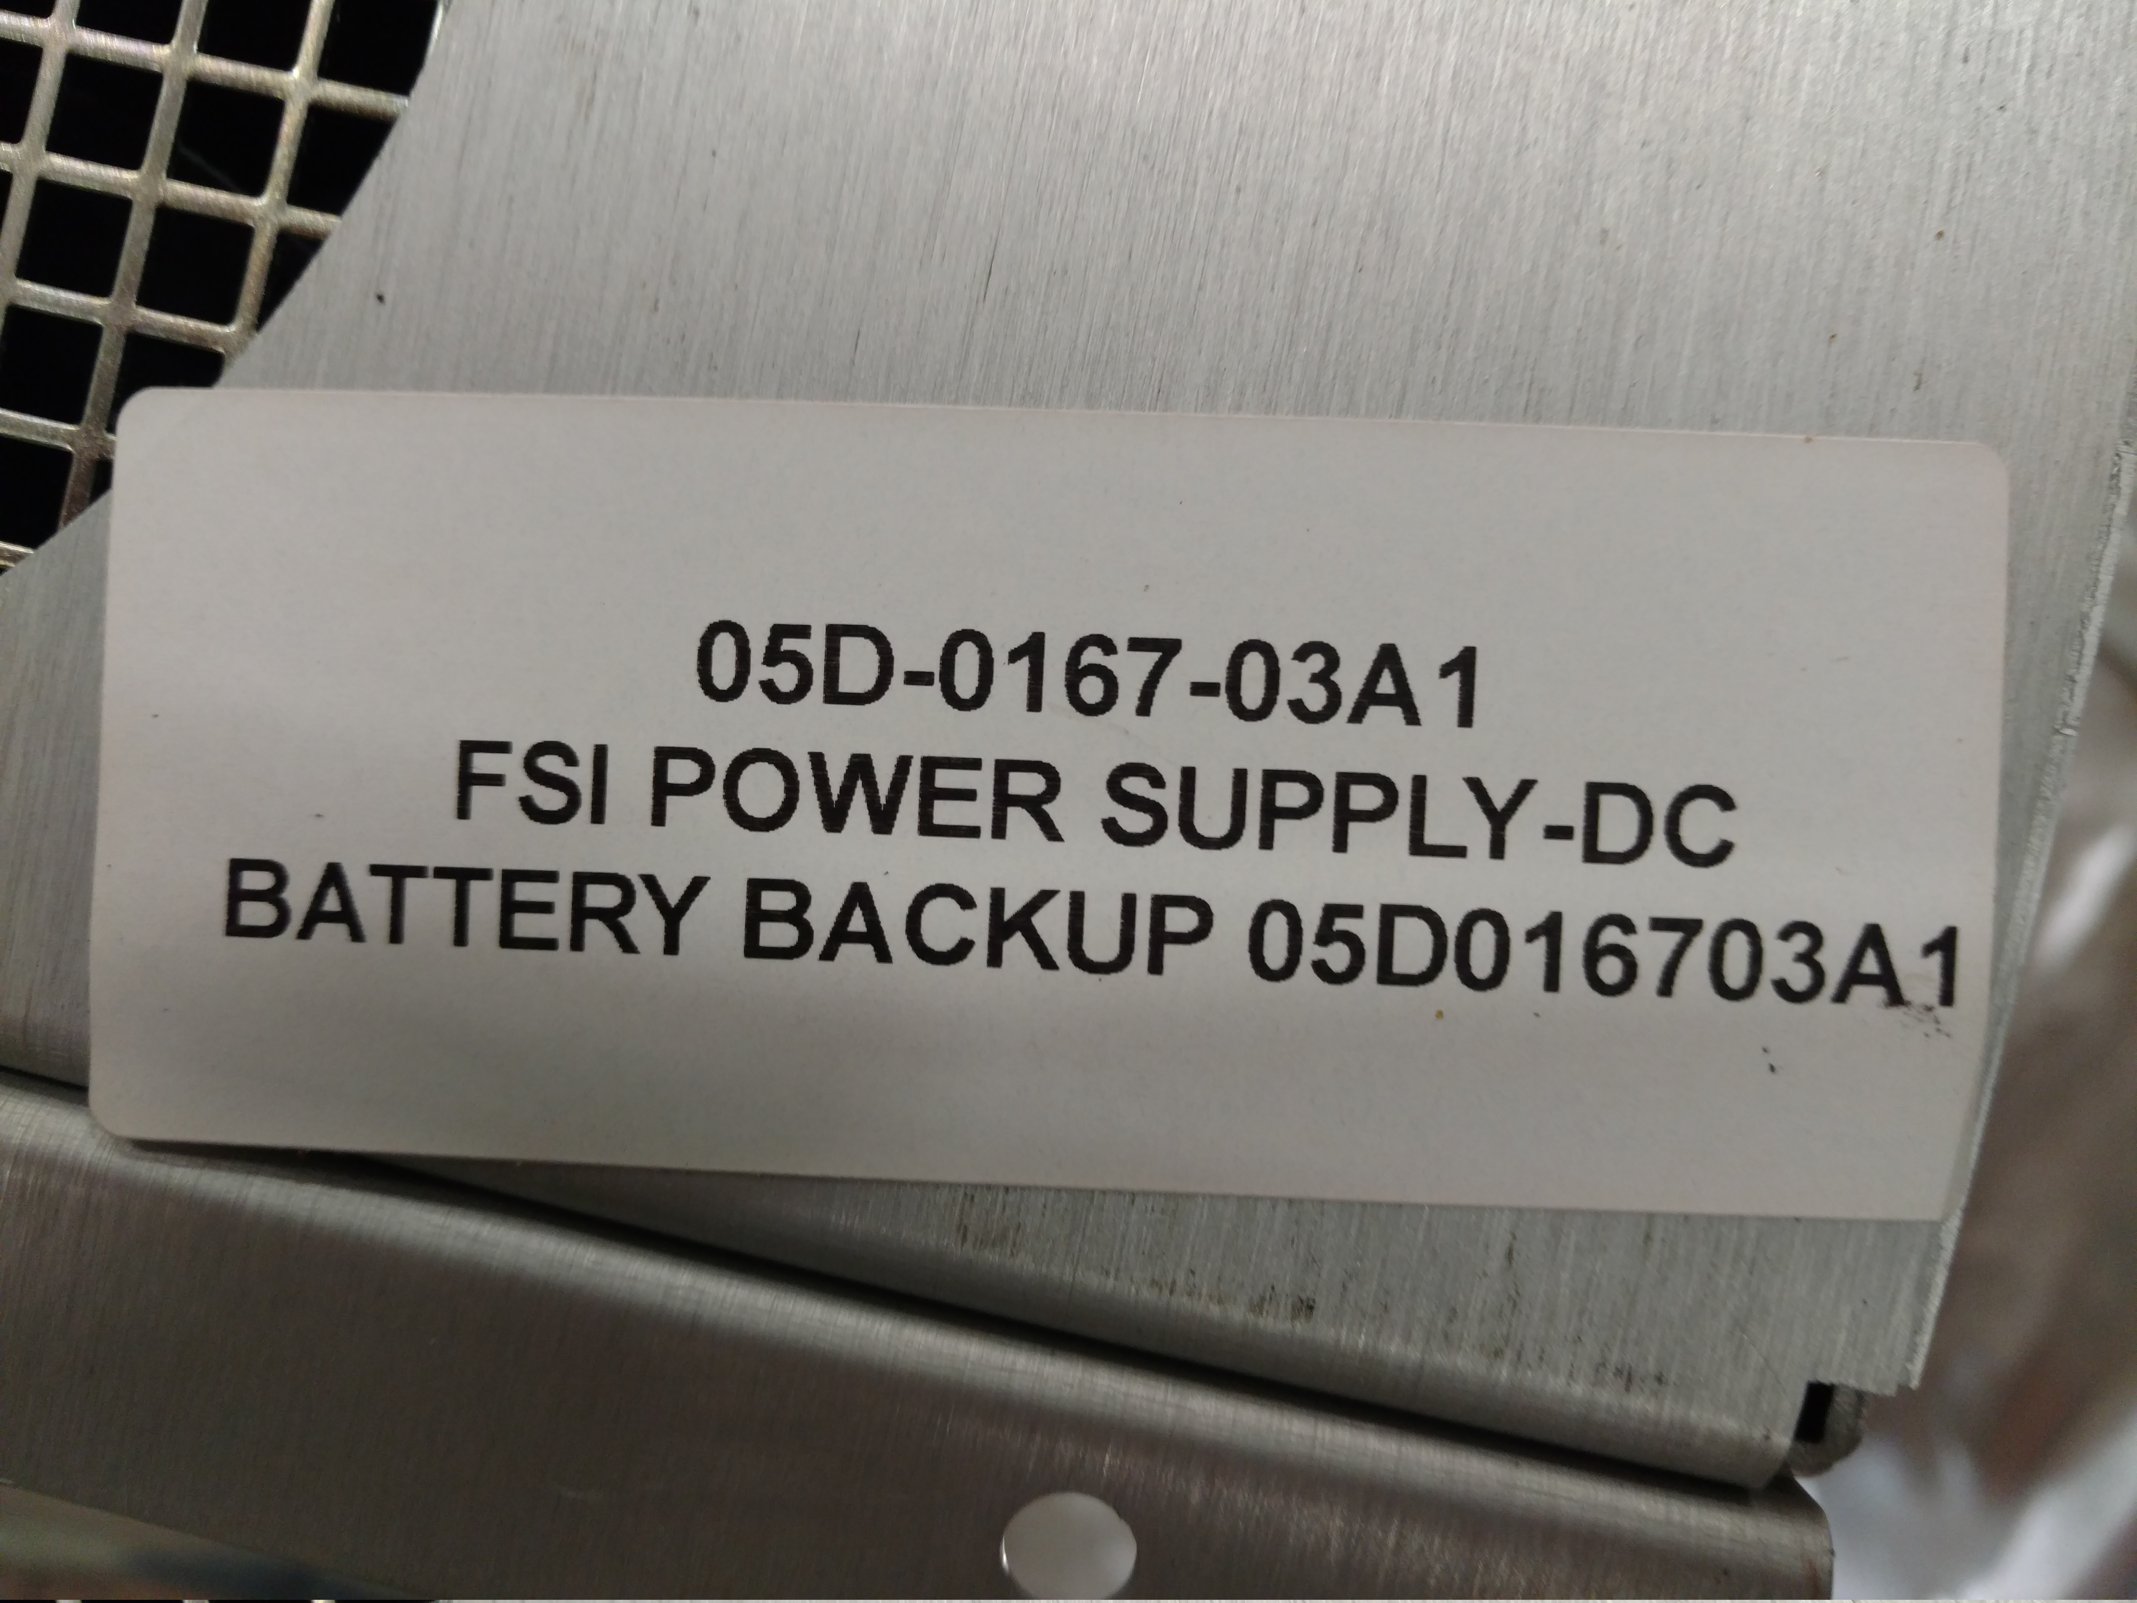 05D-0167-03A1
FSI POWER SUPPLY-DC
BATTERY BACKUP 05D016703A1